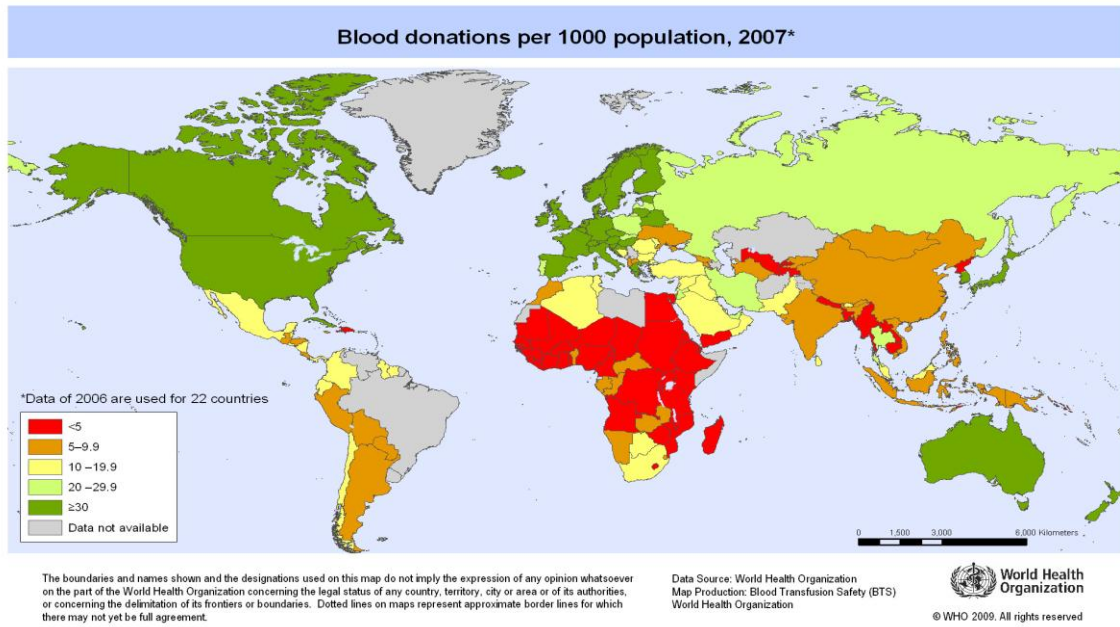 Blood donations per 1000 population, 2007*
*Data of 2006 are used for 22 countries
<5
5–9.9
10 –19.9
20 –29.9
≥30
Data not available
0 1,500 3,000 6,000 Kilometers
The boundaries and names shown and the designations used on this map do not imply the expression of any opinion whatsoever
on the part of the World Health Organization concerning the legal status of any country, territory, city or area or of its authorities,
or concerning the delimitation of its frontiers or boundaries. Dotted lines on maps represent approximate border lines for which
there may not yet be full agreement.
Data Source: World Health Organization
Map Production: Blood Transfusion Safety (BTS)
World Health Organization
World Health
Organization
© WHO 2009. All rights reserved